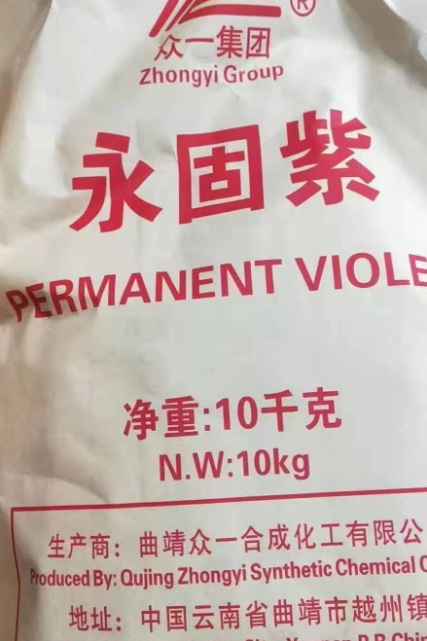 ®
众一集团
Zhongyi Group
永固紫
PERMANENT VIOLE
净重:10千克
N.W:10kg
生产商：曲靖众一合成化工有限公
Produced By: Qujing Zhongyi Synthetic Chemical C
地址：中国云南省曲靖市越州镇
P.R.Chin